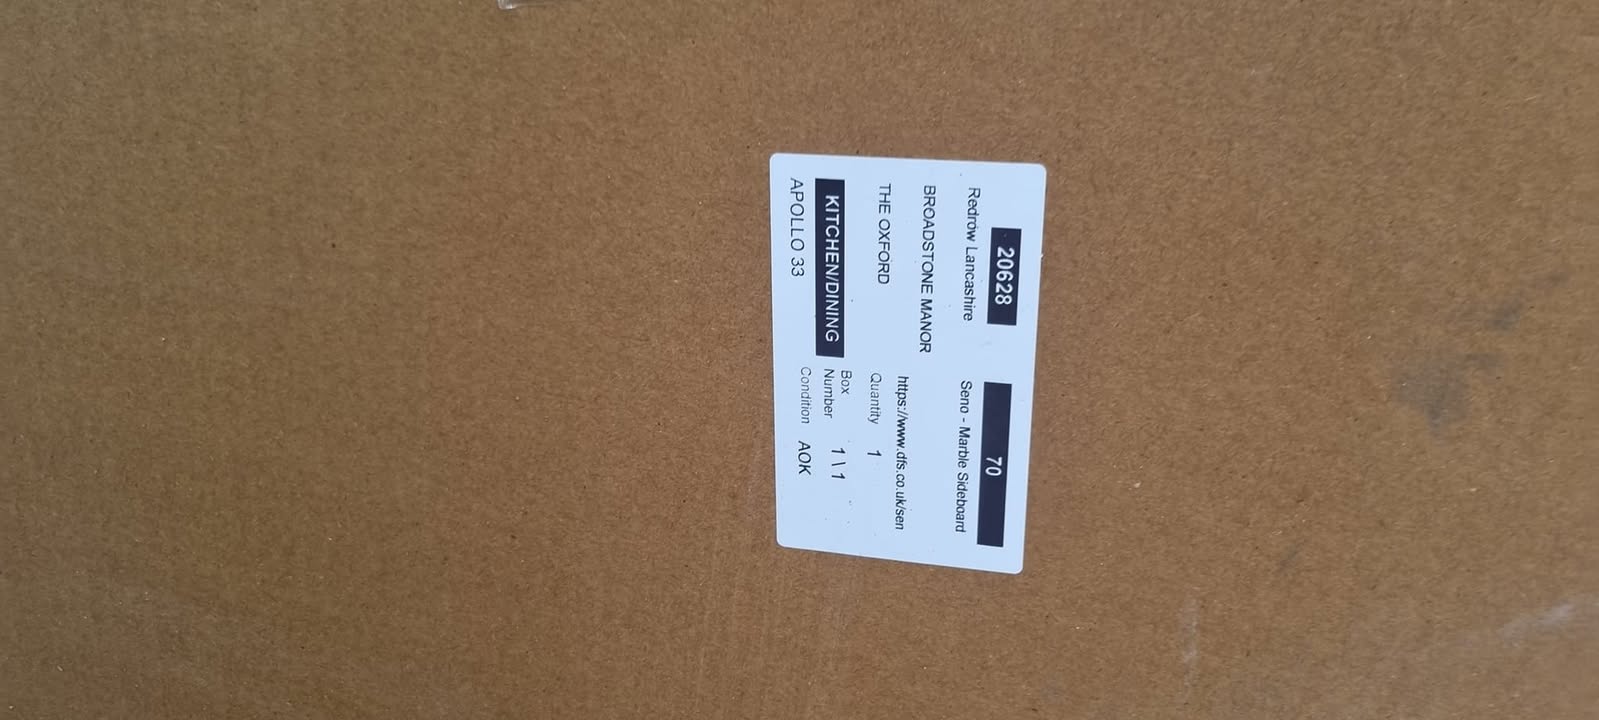 20628
Redrow Lancashire
BROADSTONE MANOR
THE OXFORD
KITCHEN/DINING
APOLLO 33
70
Seno - Marble Sideboard
https://www.dfs.co.uk/sen
Quantity 1
Box
Number 1 \ 1
Condition AOK